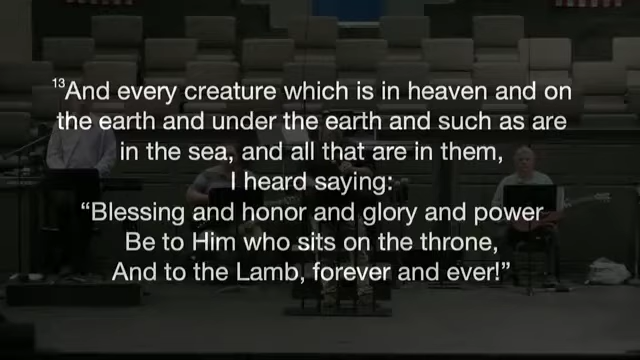 13And every creature which is in heaven and on
the earth and under the earth and such as are
in the sea, and all that are in them,
I heard saying:
“Blessing and honor and glory and power
Be to Him who sits on the throne,
And to the Lamb, forever and ever!”